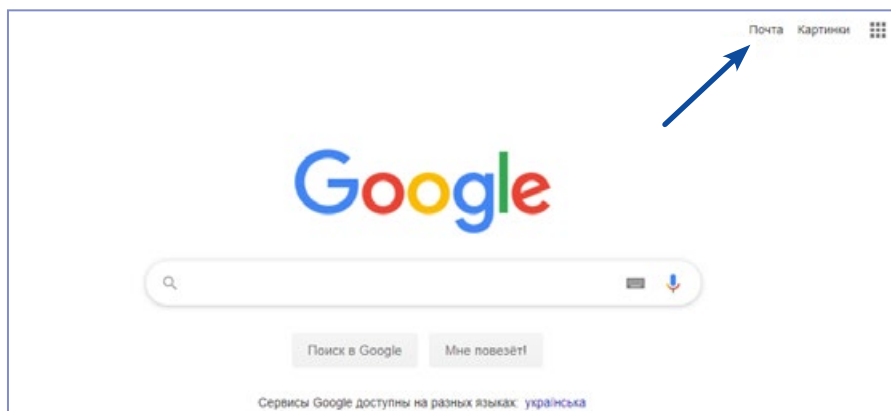 Почта Картинки
Google
Поиск в Google Мне повезёт!
Сервисы Google доступны на разных языках: українська